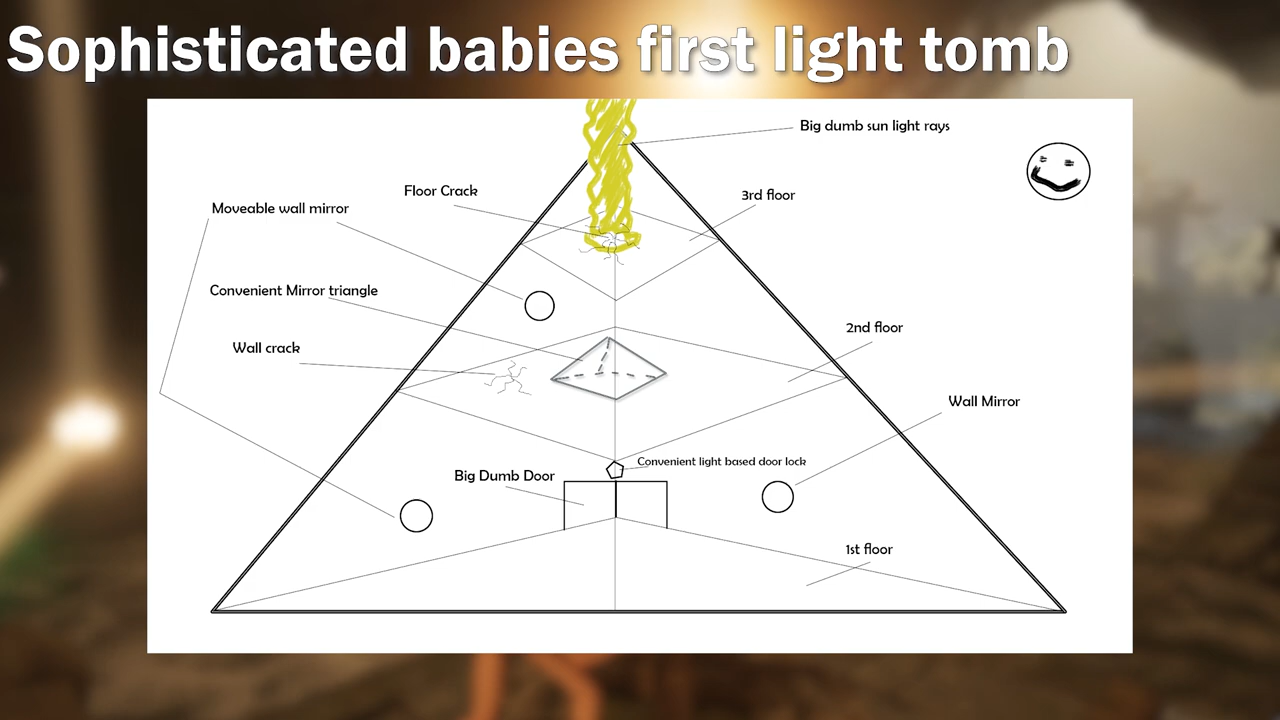 Sophisticated babies first light tomb
Big dumb sun light rays
Floor Crack
3rd floor
Moveable wall mirror
Convenient Mirror triangle
2nd floor
Wall crack
Wall Mirror
Convenient light based door lock
Big Dumb Door
1st floor